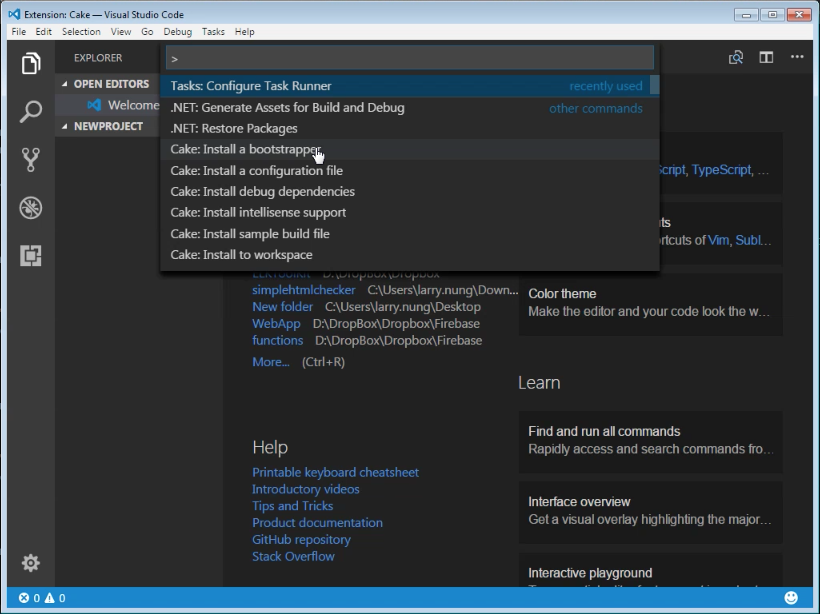 Extension: Cake — Visual Studio Code
File Edit Selection View Go Debug Tasks Help
EXPLORER
OPEN EDITORS
Welcome
NEWPROJECT
>
Tasks: Configure Task Runner recently used
.NET: Generate Assets for Build and Debug other commands
.NET: Restore Packages
Cake: Install a bootstrapper
Cake: Install a configuration file
Cake: Install debug dependencies
Cake: Install intellisense support
Cake: Install sample build file
Cake: Install to workspace
D:\DropBox\Dropbox
simplehtmlchecker C:\Users\larry.nung\Down...
New folder C:\Users\larry.nung\Desktop
WebApp D:\DropBox\Dropbox\Firebase
functions D:\DropBox\Dropbox\Firebase
More... (Ctrl+R)
Help
Printable keyboard cheatsheet
Introductory videos
Tips and Tricks
Product documentation
GitHub repository
Stack Overflow
Script, TypeScript, ...
ts
rtcuts of Vim, Subl...
Color theme
Make the editor and your code look the w...
Learn
Find and run all commands
Rapidly access and search commands fro...
Interface overview
Get a visual overlay highlighting the major...
Interactive playground
0 0